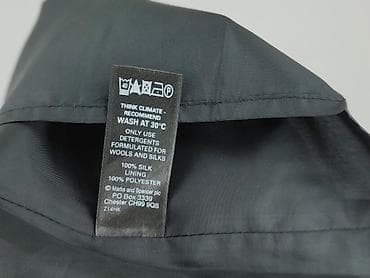 THINK CLIMATE -
RECOMMEND
WASH AT 30°C
ONLY USE
DETERGENTS
FORMULATED FOR
WOOLS AND SILKS
100% SILK
LINING
100% POLYESTER
© Marks and Spencer plc
PO Box 3339
Chester CH99 9QS